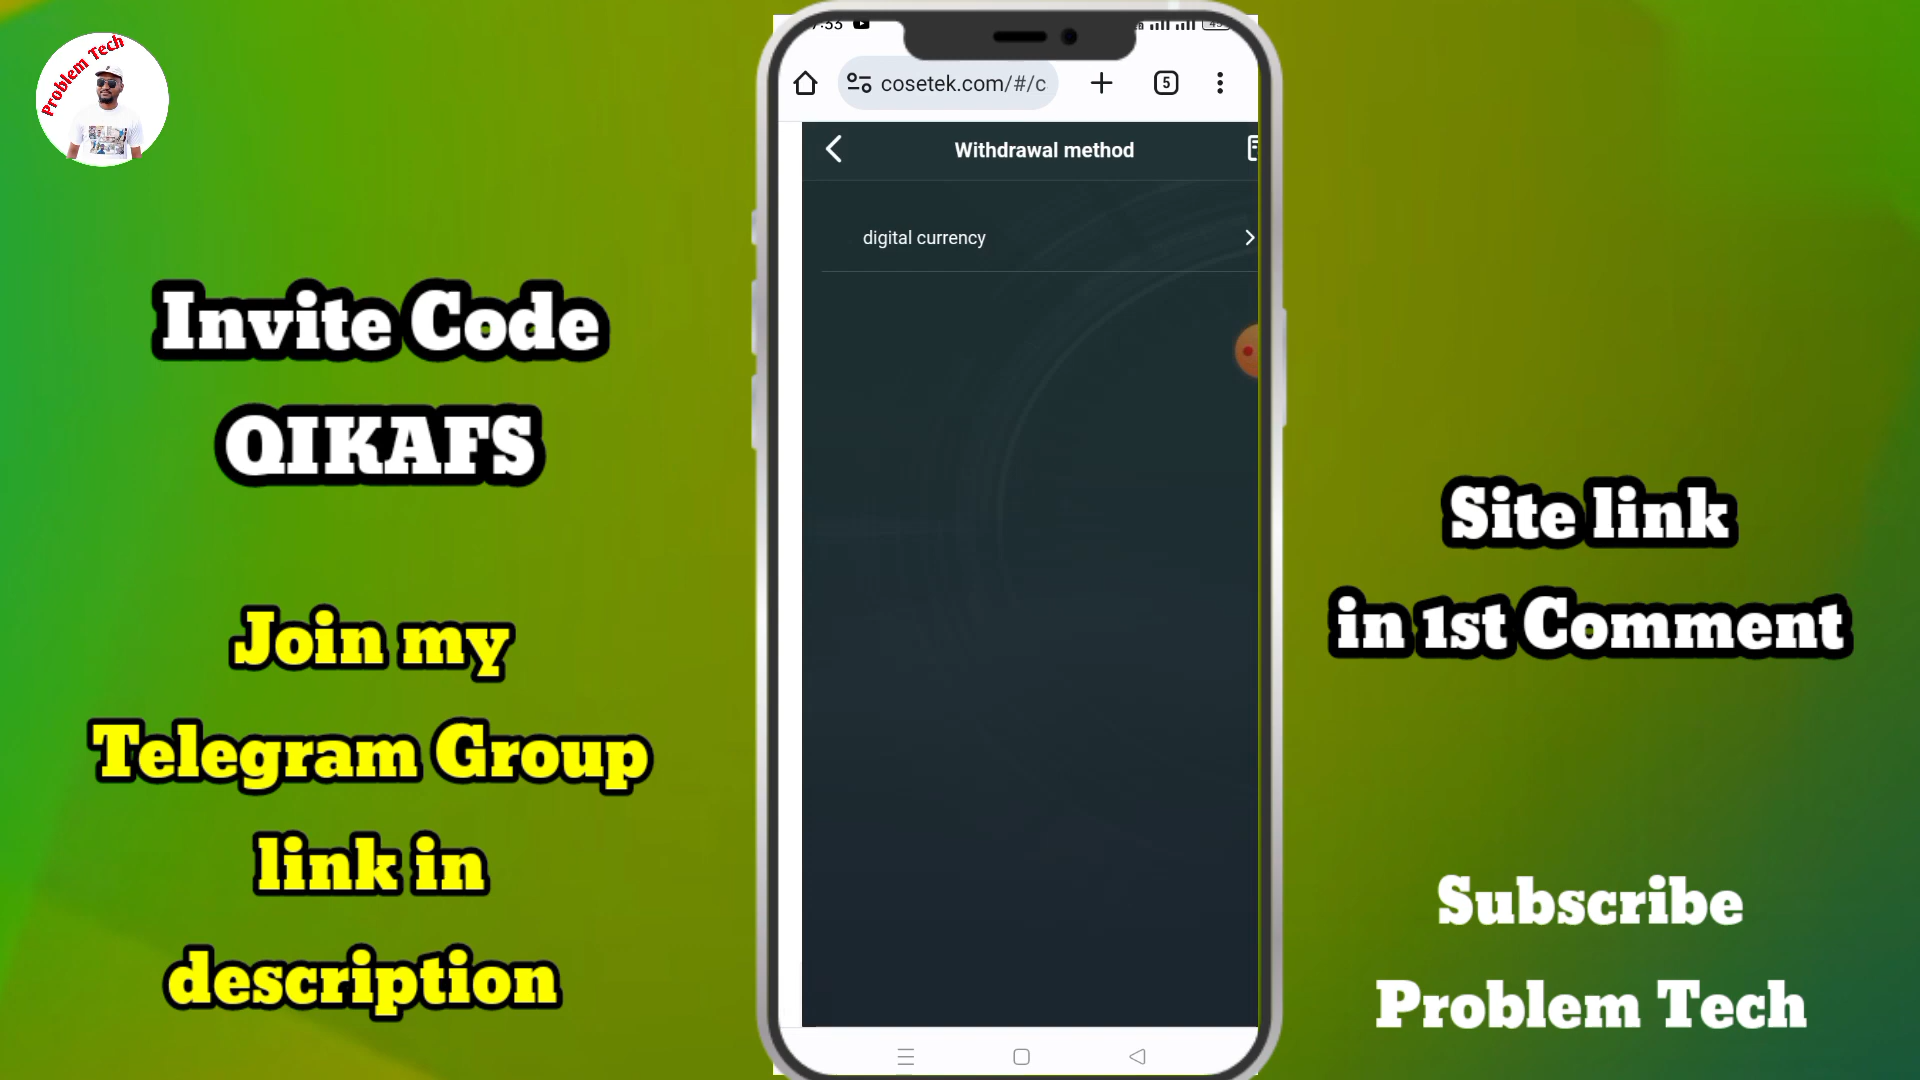 Problem Tech
Invite Code
QIKAFS
Join my
Telegram Group
link in
description
cosetek.com/#/c
5
Withdrawal method
digital currency
Site link
in 1st Comment
Subscribe
Problem Tech